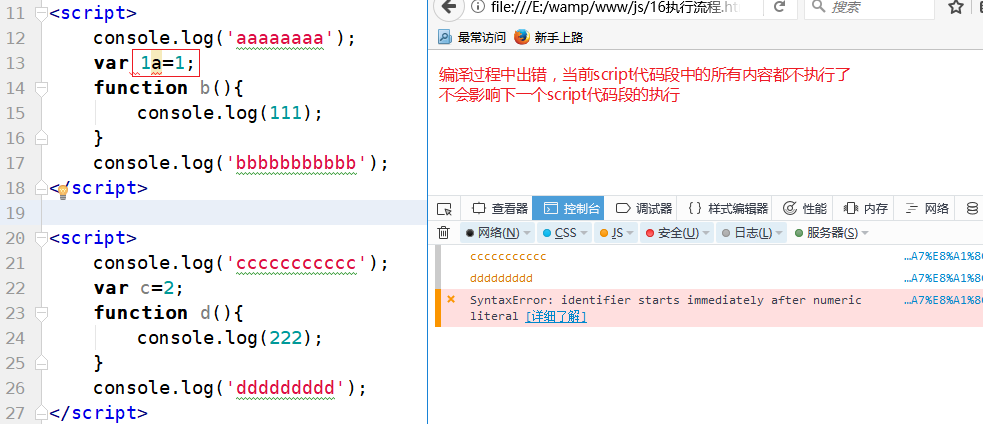 11 <script>
12 console.log('aaaaaaaa');
13 var 1a=1;
14 function b(){
15 console.log(111);
16 }
17 console.log('bbbbbbbbbbb');
18 </script>
19
20 <script>
21 console.log('ccccccccccc');
22 var c=2;
23 function d(){
24 console.log(222);
25 }
26 console.log('ddddddddd');
27 </script>
file:///E:/wamp/www/js/16执行流程.htm
搜索
最常访问 新手上路
编译过程中出错，当前script代码段中的所有内容都不执行了
不会影响下一个script代码段的执行
查看器 控制台 调试器 样式编辑器 性能 内存 网络
网络(N) CSS JS 安全(U) 日志(L) 服务器(S)
ccccccccccc …A7%E8%A1%8
ddddddddd …A7%E8%A1%8
SyntaxError: identifier starts immediately after numeric …A7%E8%A1%8
literal [详细了解]